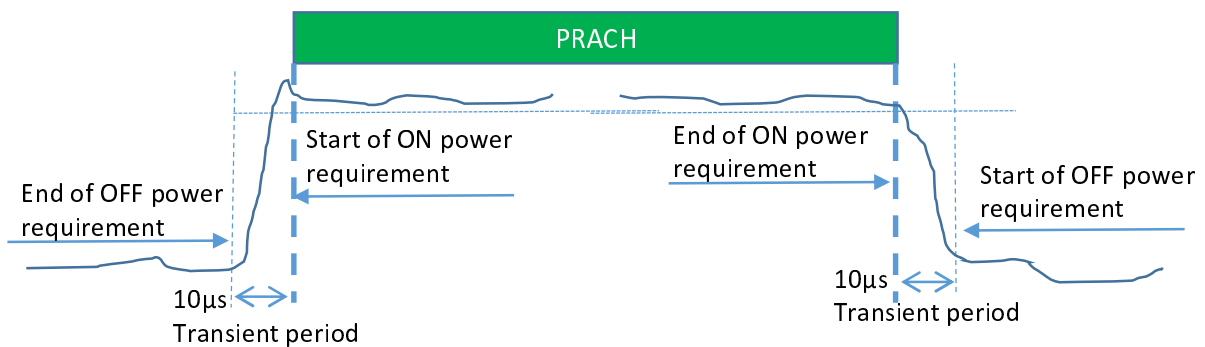 PRACH
Start of ON power
requirement
End of ON power
requirement
End of OFF power
requirement
Start of OFF power
requirement
10µs
Transient period
10µs
Transient period